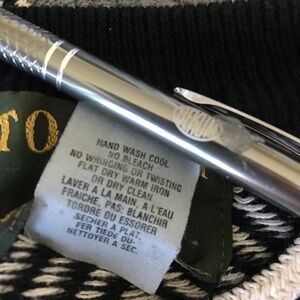 TO
HAND WASH COOL
NO BLEACH
NO WRINGING OR TWISTING
FLAT DRY WARM IRON
OR DRY CLEAN
LAVER A LA MAIN, A L'EAU
FRAICHE, PAS: BLANCHIR
TORDRE OU ESSORER
SECHER A PLAT.
FER TIEDE OU-
NETTOYER A SEC.